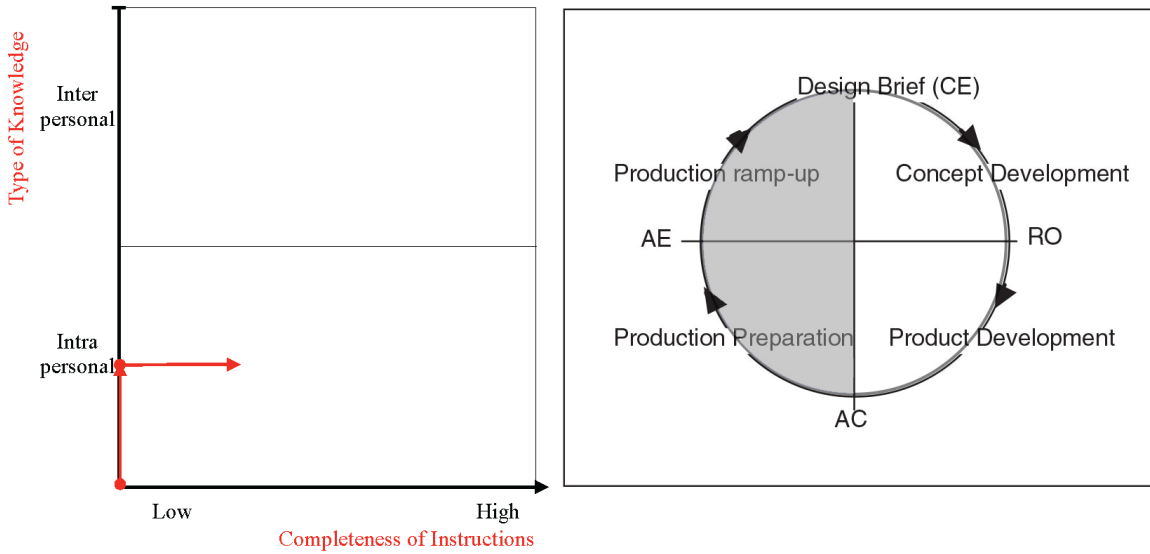 Type of Knowledge
Inter
personal
Intra
personal
Low
High
Completeness of Instructions
Design Brief (CE)
Production ramp-up
Concept Development
AE
RO
Production Preparation
Product Development
AC